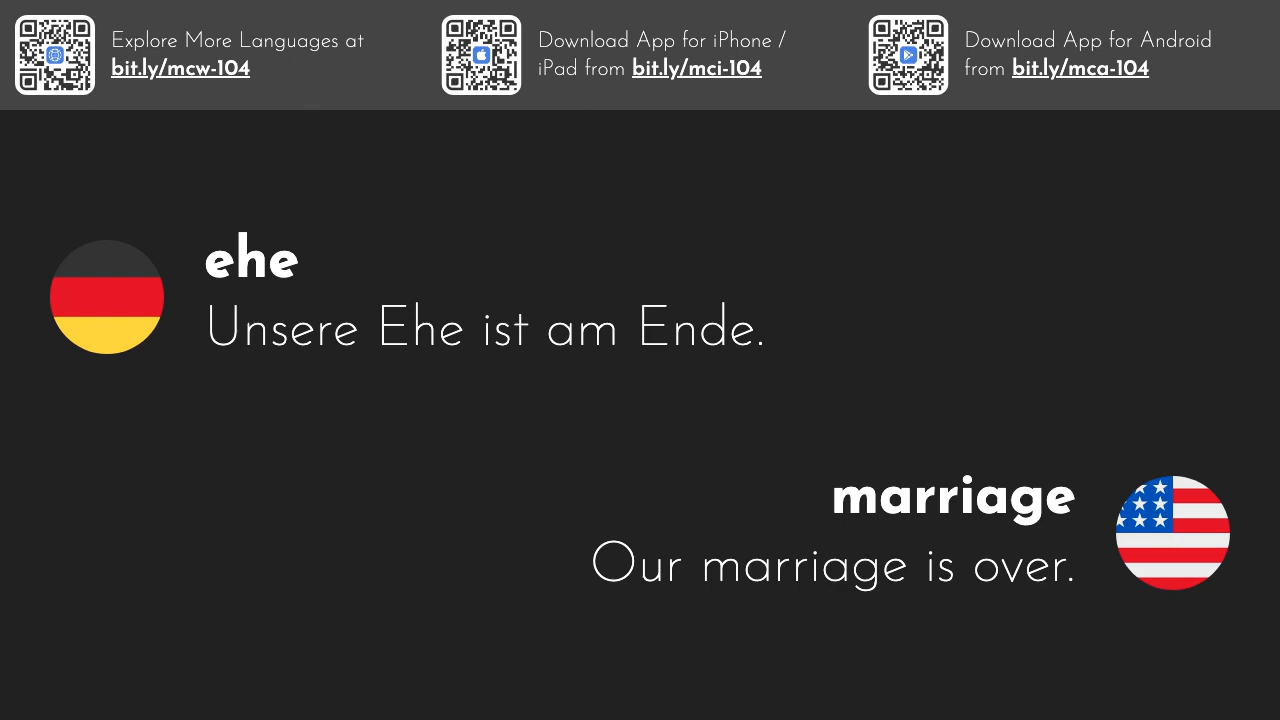 Explore More Languages at
bit.ly/mcw-104
Download App for iPhone /
iPad from bit.ly/mci-104
Download App for Android
from bit.ly/mca-104
ehe
Unsere Ehe ist am Ende.
marriage
Our marriage is over.